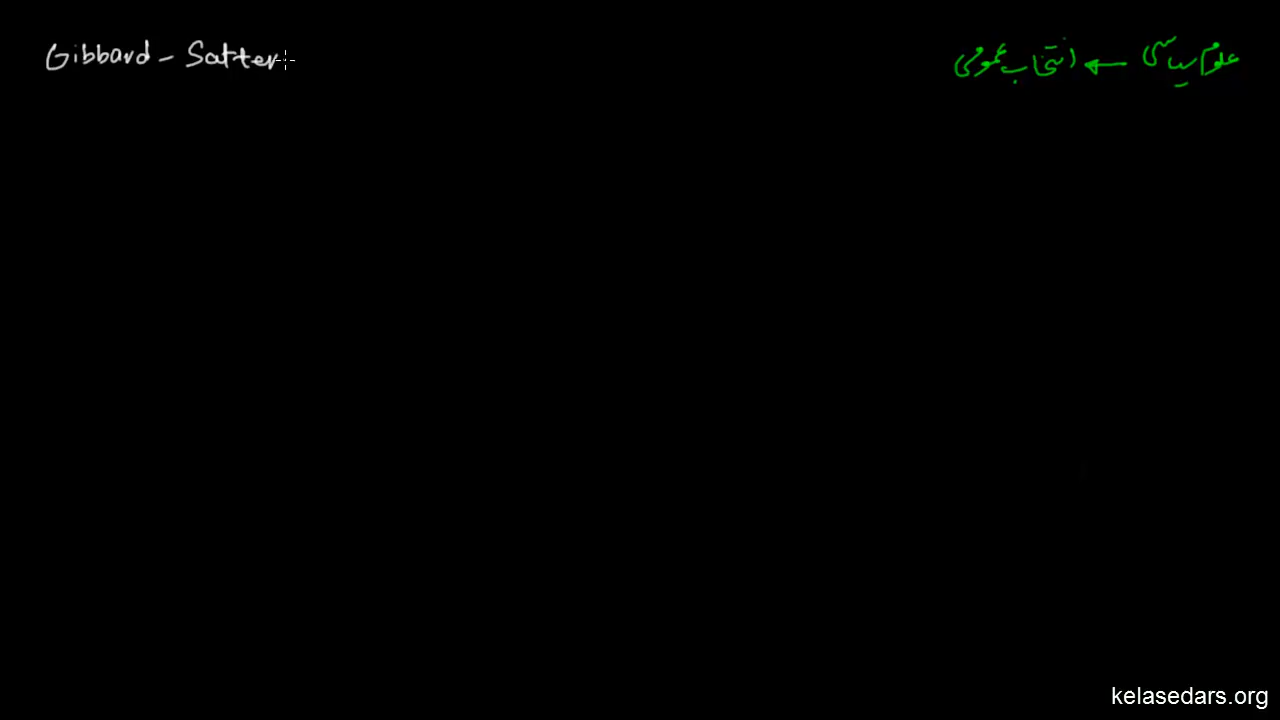 Gibbard - Satter
علوم سیاسی ← انتخاب عمومی
kelasedars.org